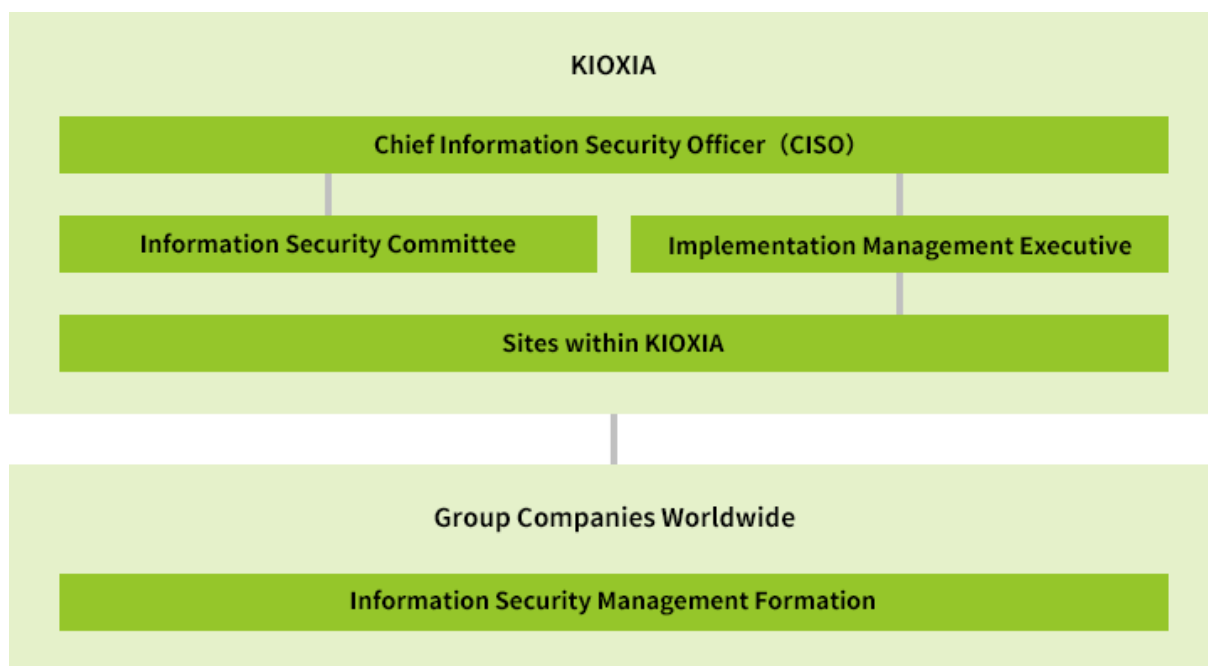 KIOXIA
Chief Information Security Officer（CISO）
Information Security Committee
Implementation Management Executive
Sites within KIOXIA
Group Companies Worldwide
Information Security Management Formation